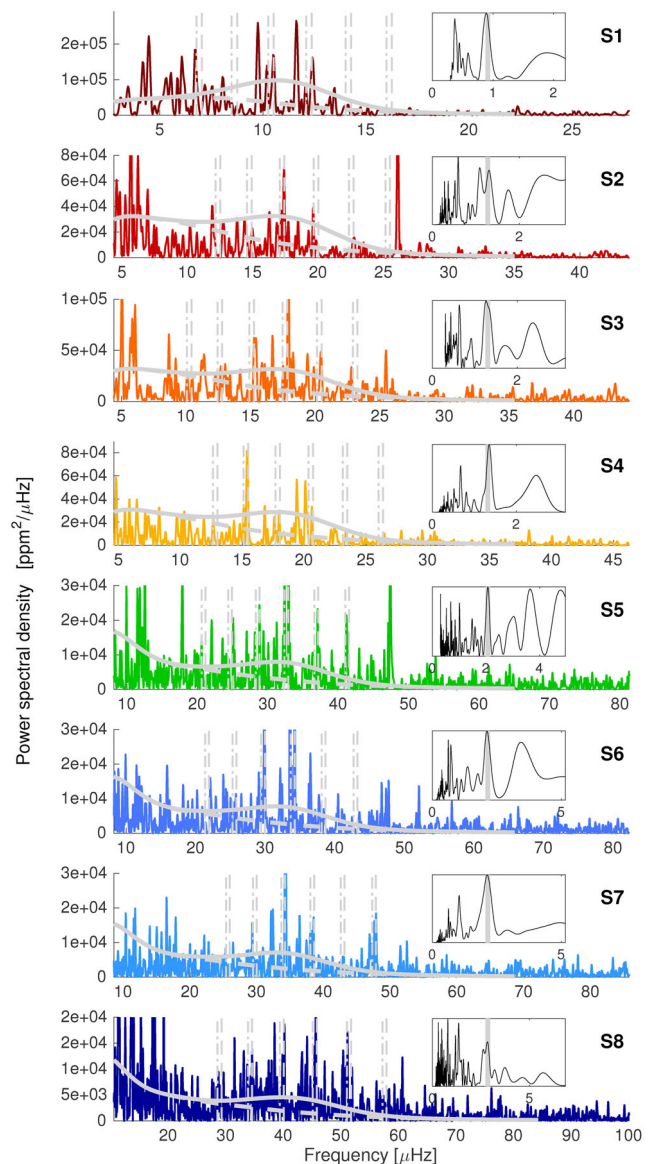 S1
2e+05
1e+05
0
5 10 15 20 25
0 1 2
S2
8e+04
6e+04
4e+04
2e+04
0
5 10 15 20 25 30 35 40
0 2
S3
1e+05
5e+04
0
5 10 15 20 25 30 35 40
0 2
S4
8e+04
6e+04
4e+04
2e+04
0
5 10 15 20 25 30 35 40 45
0 2
S5
3e+04
2e+04
1e+04
0
10 20 30 40 50 60 70 80
0 2 4
S6
3e+04
2e+04
1e+04
0
10 20 30 40 50 60 70 80
0 5
S7
3e+04
2e+04
1e+04
0
10 20 30 40 50 60 70 80
0 5
S8
2e+04
2e+04
1e+04
5e+03
0
20 30 40 50 60 70 80 90 100
0 5
Frequency [μHz]
Power spectral density [ppm²/μHz]